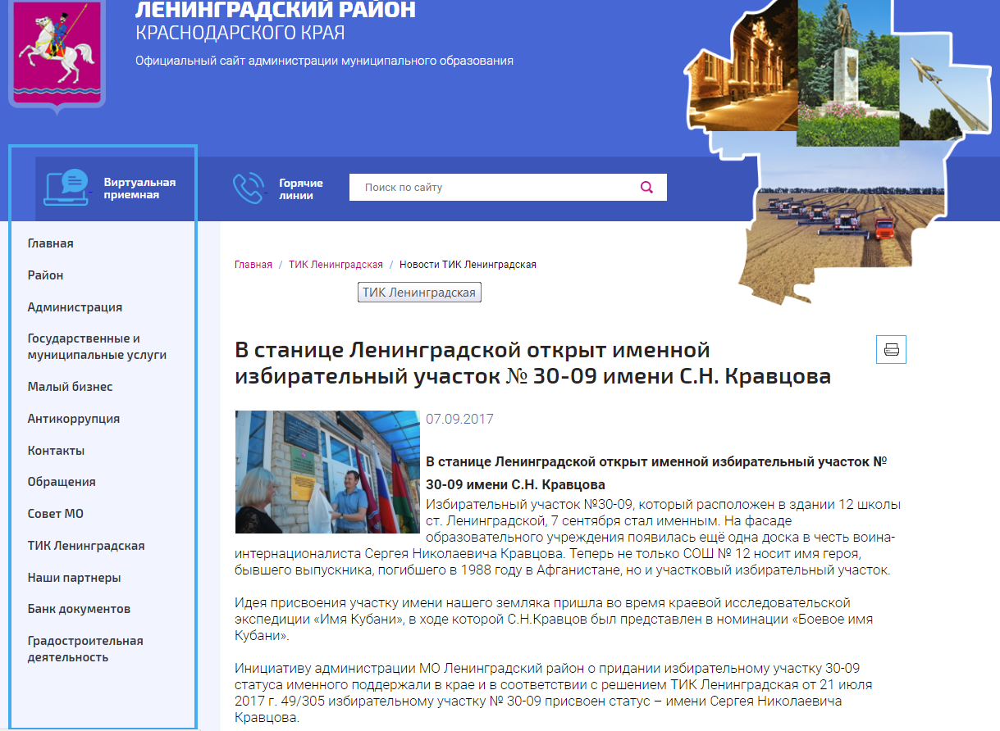 ЛЕНИНГРАДСКИЙ РАЙОН
КРАСНОДАРСКОГО КРАЯ
Официальный сайт администрации муниципального образования
Виртуальная
приемная
Горячие
линии
Поиск по сайту
Главная
Район
Администрация
Государственные и
муниципальные услуги
Малый бизнес
Антикоррупция
Контакты
Обращения
Совет МО
ТИК Ленинградская
Наши партнеры
Банк документов
Градостроительная
деятельность
Главная / ТИК Ленинградская / Новости ТИК Ленинградская
ТИК Ленинградская
В станице Ленинградской открыт именной
избирательный участок № 30-09 имени С.Н. Кравцова
07.09.2017
В станице Ленинградской открыт именной избирательный участок №
30-09 имени С.Н. Кравцова
Избирательный участок №30-09, который расположен в здании 12 школы
ст. Ленинградской, 7 сентября стал именным. На фасаде
образовательного учреждения появилась ещё одна доска в честь воина-
интернационалиста Сергея Николаевича Кравцова. Теперь не только СОШ № 12 носит имя героя,
бывшего выпускника, погибшего в 1988 году в Афганистане, но и участковый избирательный участок.
Идея присвоения участку имени нашего земляка пришла во время краевой исследовательской
экспедиции «Имя Кубани», в ходе которой С.Н.Кравцов был представлен в номинации «Боевое имя
Кубани».
Инициативу администрации МО Ленинградский район о придании избирательному участку 30-09
статуса именного поддержали в крае и в соответствии с решением ТИК Ленинградская от 21 июля
2017 г. 49/305 избирательному участку № 30-09 присвоен статус – имени Сергея Николаевича
Кравцова.